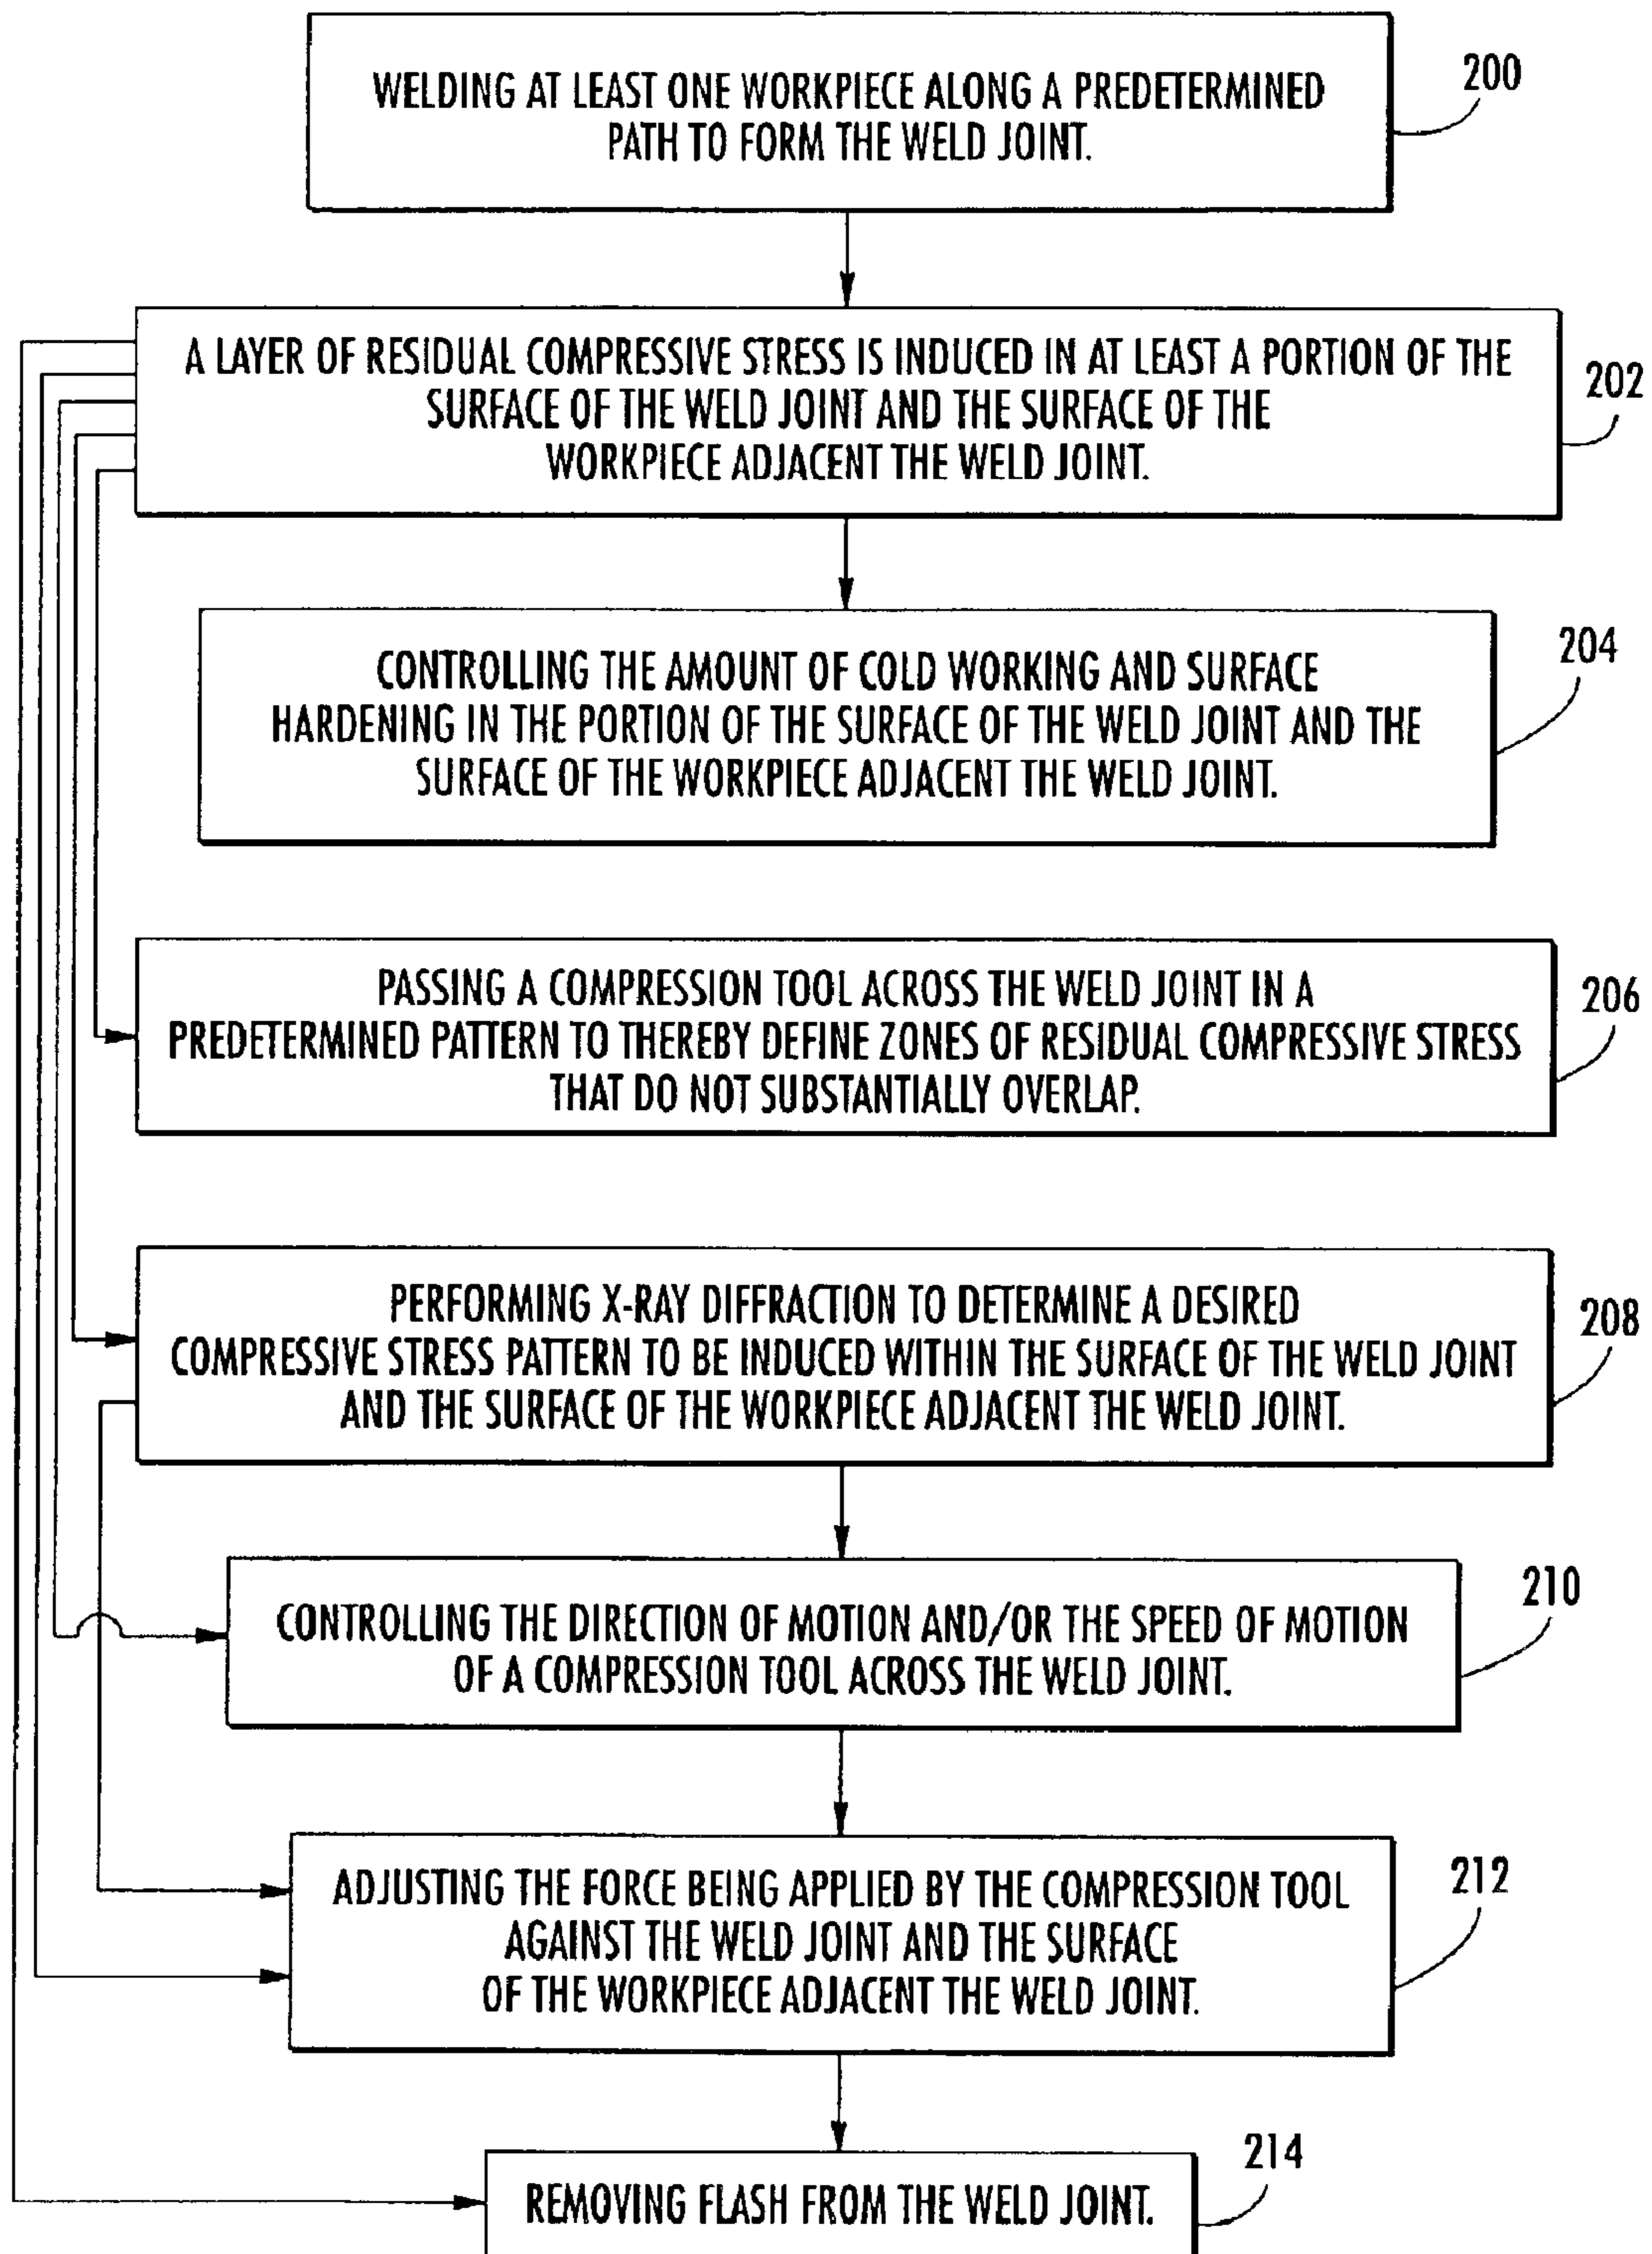 WELDING AT LEAST ONE WORKPIECE ALONG A PREDETERMINED
PATH TO FORM THE WELD JOINT.
200
A LAYER OF RESIDUAL COMPRESSIVE STRESS IS INDUCED IN AT LEAST A PORTION OF THE
SURFACE OF THE WELD JOINT AND THE SURFACE OF THE
WORKPIECE ADJACENT THE WELD JOINT.
202
CONTROLLING THE AMOUNT OF COLD WORKING AND SURFACE
HARDENING IN THE PORTION OF THE SURFACE OF THE WELD JOINT AND THE
SURFACE OF THE WORKPIECE ADJACENT THE WELD JOINT.
204
PASSING A COMPRESSION TOOL ACROSS THE WELD JOINT IN A
PREDETERMINED PATTERN TO THEREBY DEFINE ZONES OF RESIDUAL COMPRESSIVE STRESS
THAT DO NOT SUBSTANTIALLY OVERLAP.
206
PERFORMING X-RAY DIFFRACTION TO DETERMINE A DESIRED
COMPRESSIVE STRESS PATTERN TO BE INDUCED WITHIN THE SURFACE OF THE WELD JOINT
AND THE SURFACE OF THE WORKPIECE ADJACENT THE WELD JOINT.
208
CONTROLLING THE DIRECTION OF MOTION AND/OR THE SPEED OF MOTION
OF A COMPRESSION TOOL ACROSS THE WELD JOINT.
210
ADJUSTING THE FORCE BEING APPLIED BY THE COMPRESSION TOOL
AGAINST THE WELD JOINT AND THE SURFACE
OF THE WORKPIECE ADJACENT THE WELD JOINT.
212
REMOVING FLASH FROM THE WELD JOINT.
214